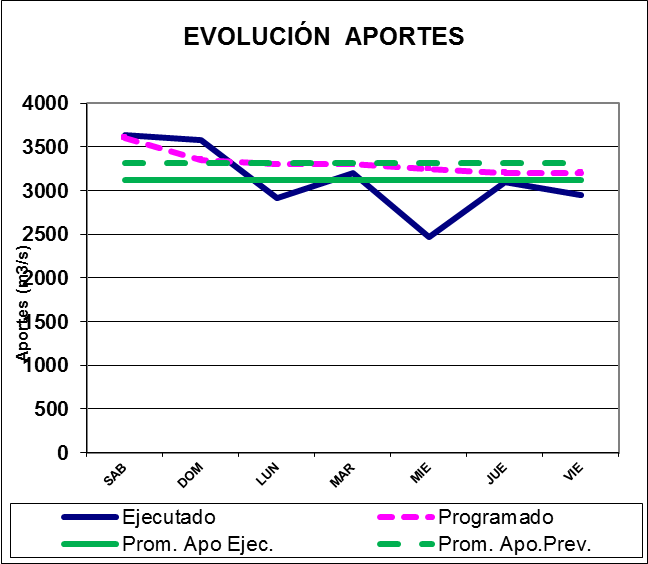 EVOLUCIÓN APORTES
4000
3500
3000
2500
2000
1500
1000
500
0
Aportes (m3/s)
SAB DOM LUN MAR MIE JUE VIE
Ejecutado Programado
Prom. Apo Ejec. Prom. Apo.Prev.